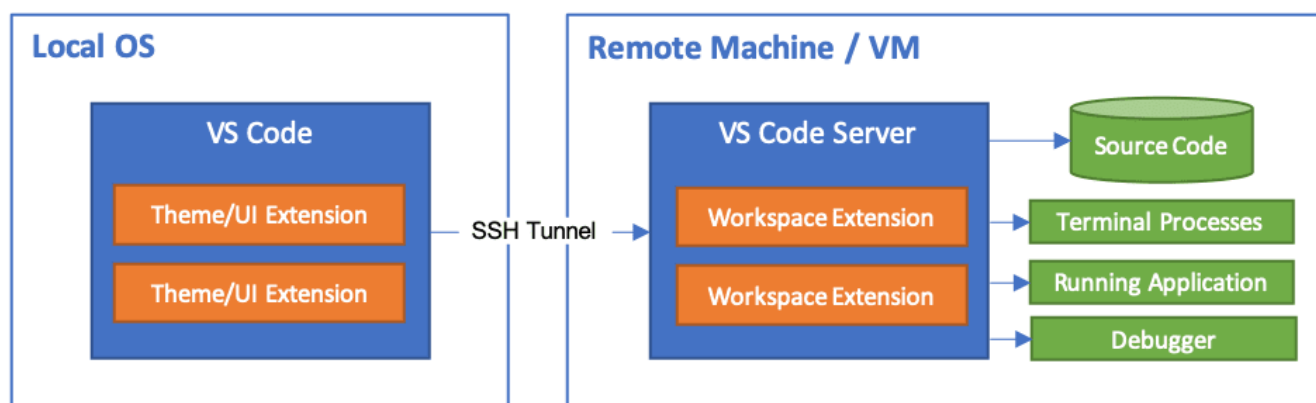 Local OS
VS Code
Theme/UI Extension
Theme/UI Extension
SSH Tunnel
Remote Machine / VM
VS Code Server
Workspace Extension
Workspace Extension
Source Code
Terminal Processes
Running Application
Debugger